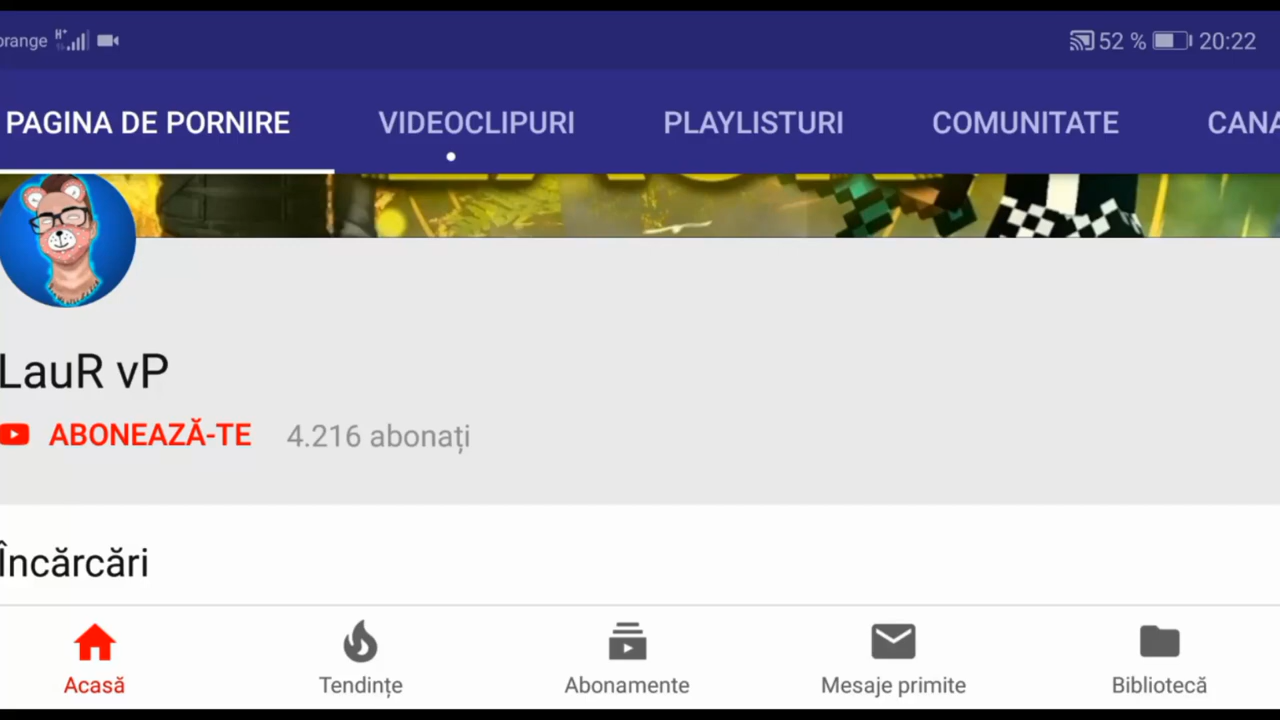 orange H+ 52 % 20:22
PAGINA DE PORNIRE VIDEOCLIPURI PLAYLISTURI COMUNITATE CANA
LauR vP
ABONEAZĂ-TE 4.216 abonați
Încărcări
Acasă Tendințe Abonamente Mesaje primite Bibliotecă